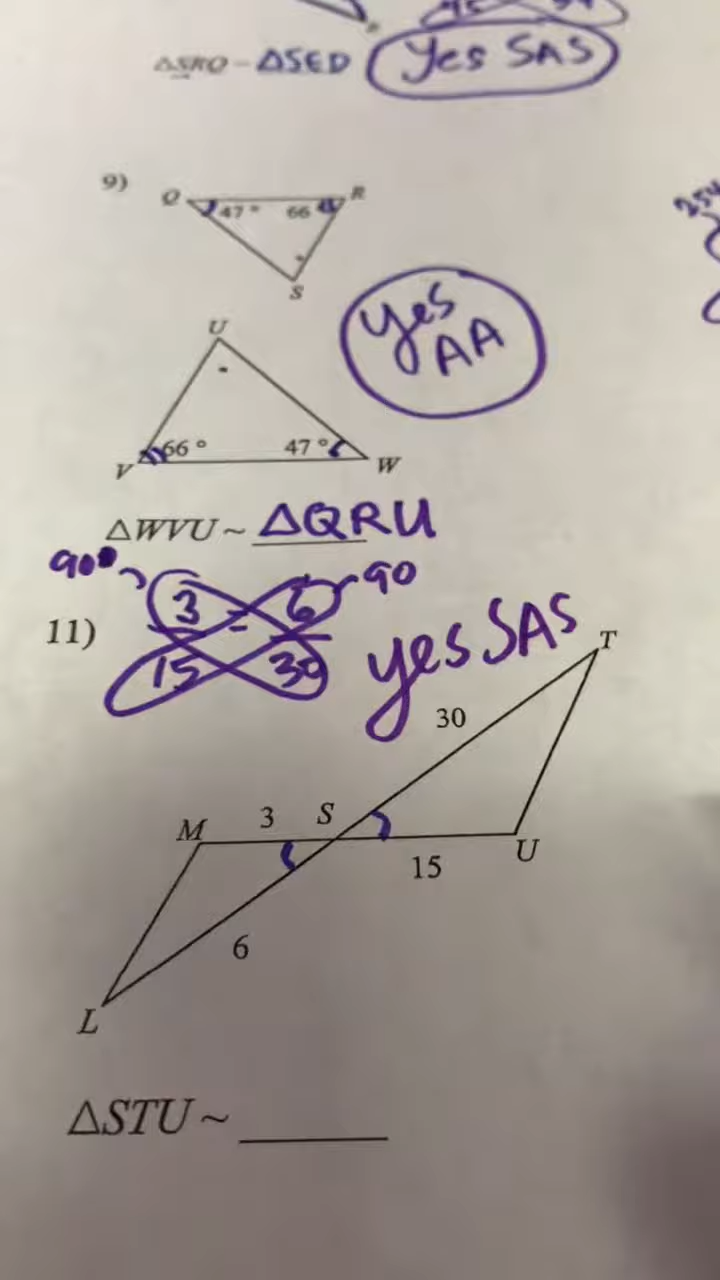 ΔSRQ ~ ΔSED yes SAS
9)
Q 47° 66 R
S
yes
AA
U
V 66° 47° W
ΔWVU ~ ΔQRU
90° 3 = 6 90
11) 15 30 yes SAS
T
30
M 3 S
U
15
6
L
ΔSTU ~